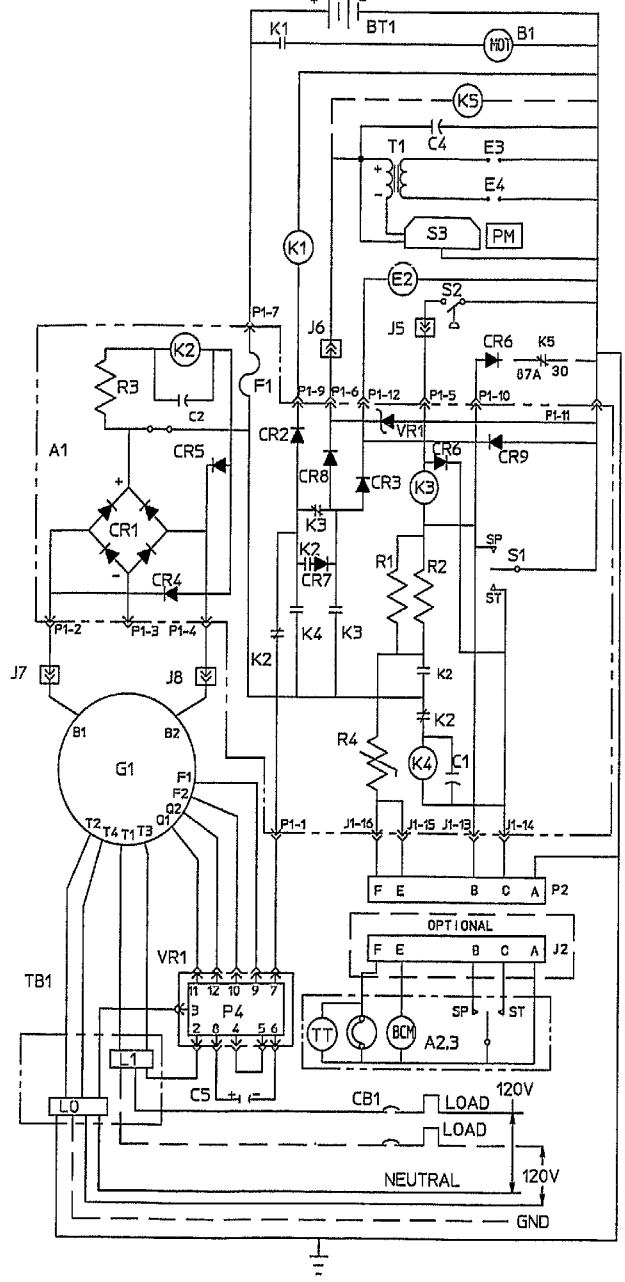 + −
BT1
K1
MOT
B1
K5
C4
T1
E3
+
−
E4
S3
PM
K1
E2
S2
P1-7
J6
J5
K2
CR6
K5
87A
30
R3
F1
P1-9
P1-6
P1-12
P1-5
P1-10
C2
P1-11
A1
CR2
VR1
CR5
CR6
CR9
+
CR8
CR3
K3
CR1
K3
SP
S1
K2
−
R1
R2
CR4
CR7
ST
P1-2
P1-3
P1-4
K2
K4
K3
J7
J8
K2
B1
B2
K2
R4
G1
K4
C1
F1
F2
Q2
Q1
T2
T4
T1
T3
P1-1
J1-16
J1-15
J1-13
J1-14
F E B C A
P2
OPTIONAL
VR1
F E B C A
J2
TB1
11 12 10 9 7
3
P4
2 8 4 5 6
SP
ST
TT
BCM
A2,3
L1
C5
+ −
CB1
LOAD
120V
L0
LOAD
NEUTRAL
120V
GND